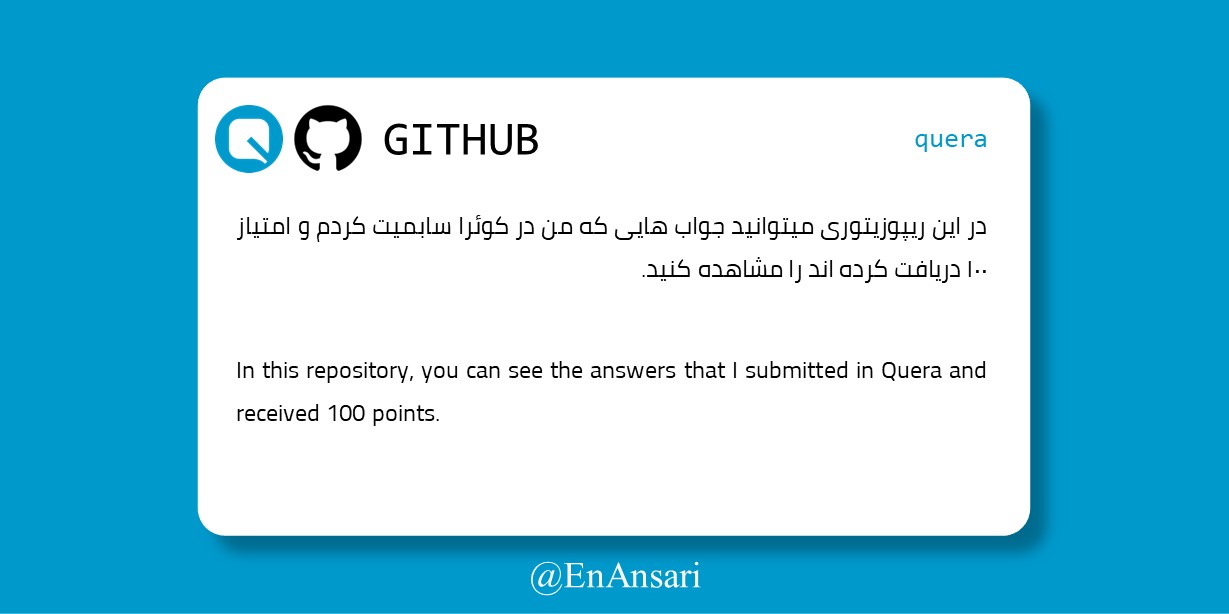 GITHUB
quera
در این ریپوزیتوری میتوانید جواب هایی که من در کوئرا سابمیت کردم و امتیاز
۱۰۰ دریافت کرده اند را مشاهده کنید.
In this repository, you can see the answers that I submitted in Quera and
received 100 points.
@EnAnsari